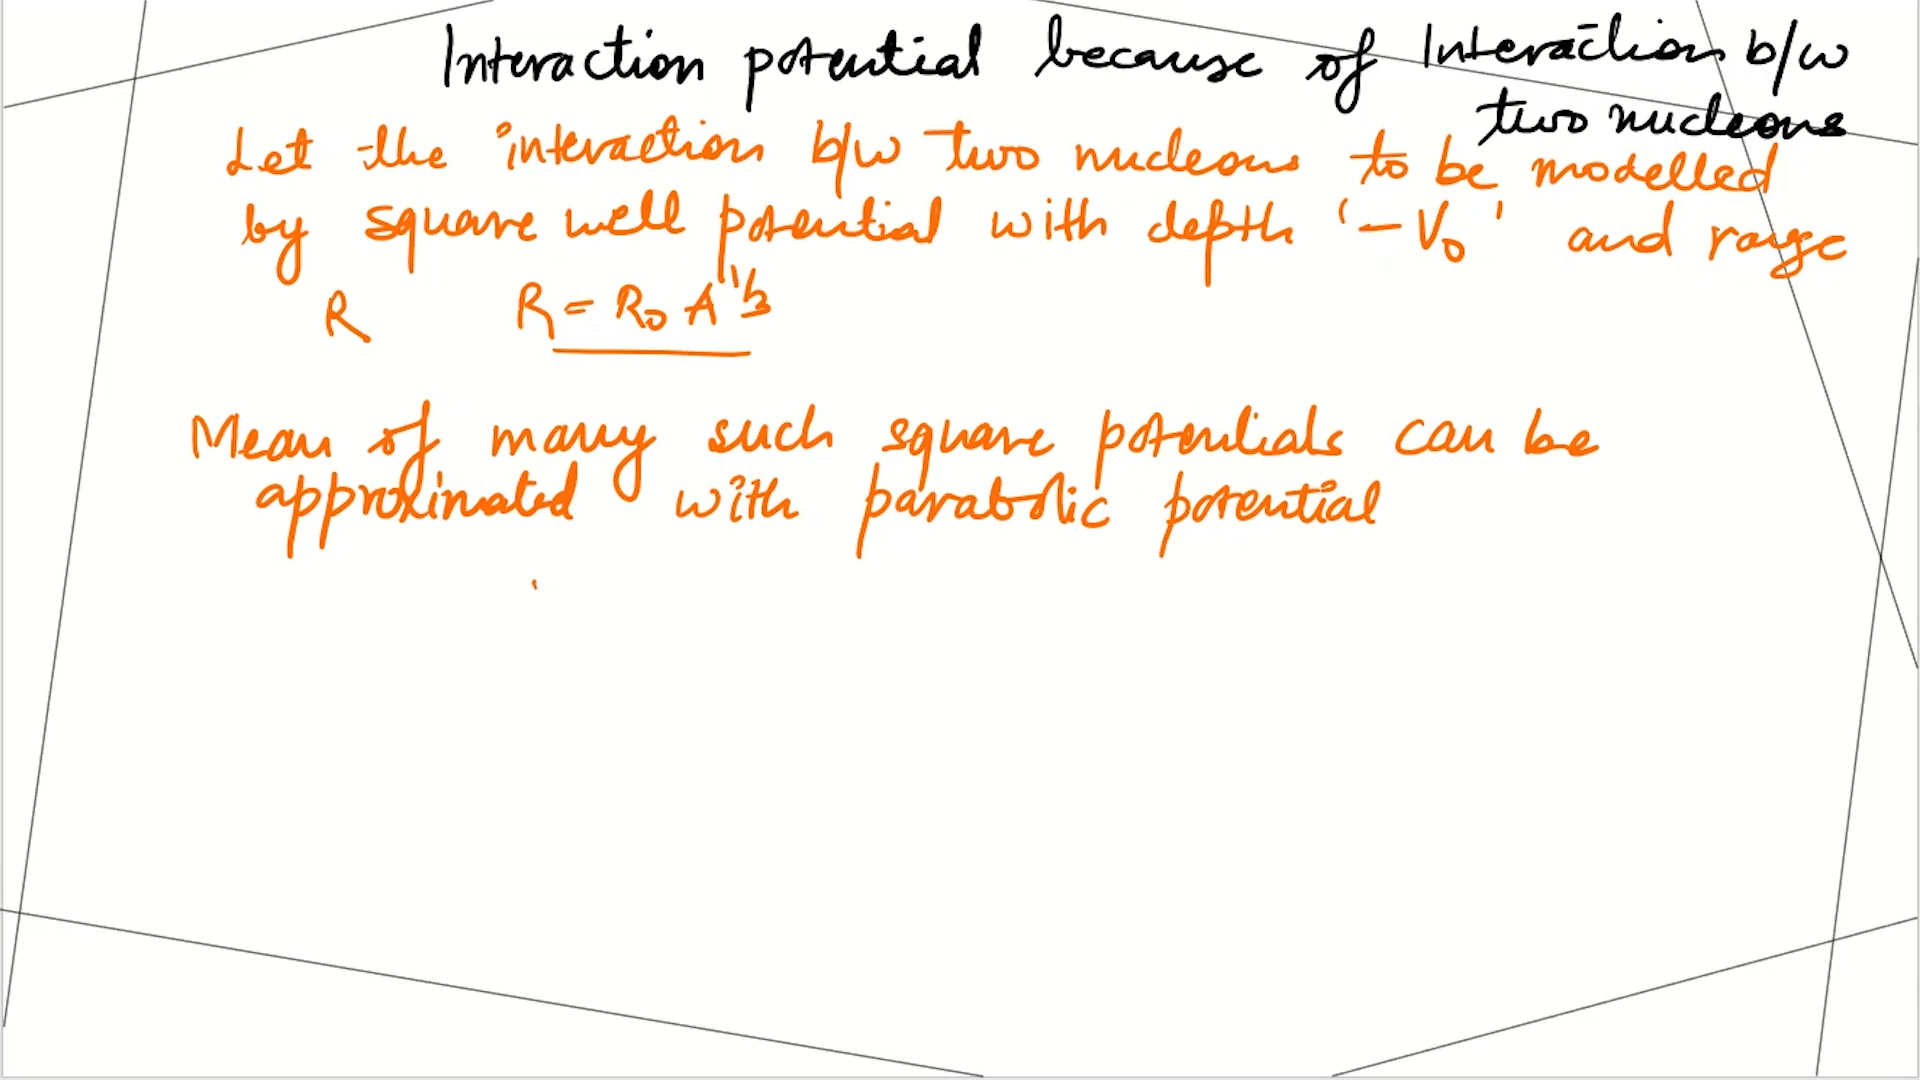 Interaction potential because of Interaction b/w
two nucleons
Let the interaction b/w two nucleons to be modelled
by square well potential with depth '-V₀' and range
R R = R₀ A^1/3
Mean of many such square potentials can be
approximated with parabolic potential